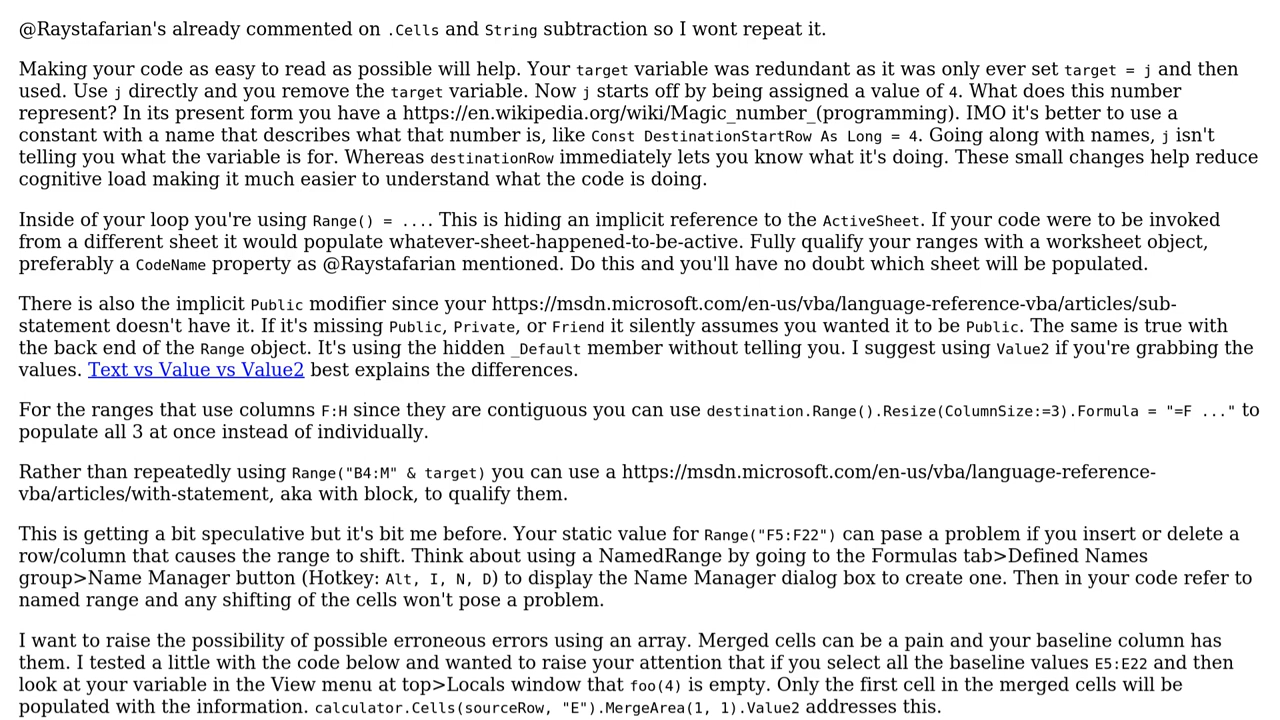 @Raystafarian's already commented on .Cells and String subtraction so I wont repeat it.
Making your code as easy to read as possible will help. Your target variable was redundant as it was only ever set target = j and then
used. Use j directly and you remove the target variable. Now j starts off by being assigned a value of 4. What does this number
represent? In its present form you have a https://en.wikipedia.org/wiki/Magic_number_(programming). IMO it's better to use a
constant with a name that describes what that number is, like Const DestinationStartRow As Long = 4. Going along with names, j isn't
telling you what the variable is for. Whereas destinationRow immediately lets you know what it's doing. These small changes help reduce
cognitive load making it much easier to understand what the code is doing.
Inside of your loop you're using Range() = .... This is hiding an implicit reference to the ActiveSheet. If your code were to be invoked
from a different sheet it would populate whatever-sheet-happened-to-be-active. Fully qualify your ranges with a worksheet object,
preferably a CodeName property as @Raystafarian mentioned. Do this and you'll have no doubt which sheet will be populated.
There is also the implicit Public modifier since your https://msdn.microsoft.com/en-us/vba/language-reference-vba/articles/sub-
statement doesn't have it. If it's missing Public, Private, or Friend it silently assumes you wanted it to be Public. The same is true with
the back end of the Range object. It's using the hidden _Default member without telling you. I suggest using Value2 if you're grabbing the
values. Text vs Value vs Value2 best explains the differences.
For the ranges that use columns F:H since they are contiguous you can use destination.Range().Resize(ColumnSize:=3).Formula = "=F ..." to
populate all 3 at once instead of individually.
Rather than repeatedly using Range("B4:M" & target) you can use a https://msdn.microsoft.com/en-us/vba/language-reference-
vba/articles/with-statement, aka with block, to qualify them.
This is getting a bit speculative but it's bit me before. Your static value for Range("F5:F22") can pase a problem if you insert or delete a
row/column that causes the range to shift. Think about using a NamedRange by going to the Formulas tab>Defined Names
group>Name Manager button (Hotkey: Alt, I, N, D) to display the Name Manager dialog box to create one. Then in your code refer to
named range and any shifting of the cells won't pose a problem.
I want to raise the possibility of possible erroneous errors using an array. Merged cells can be a pain and your baseline column has
them. I tested a little with the code below and wanted to raise your attention that if you select all the baseline values E5:E22 and then
look at your variable in the View menu at top>Locals window that foo(4) is empty. Only the first cell in the merged cells will be
populated with the information. calculator.Cells(sourceRow, "E").MergeArea(1, 1).Value2 addresses this.